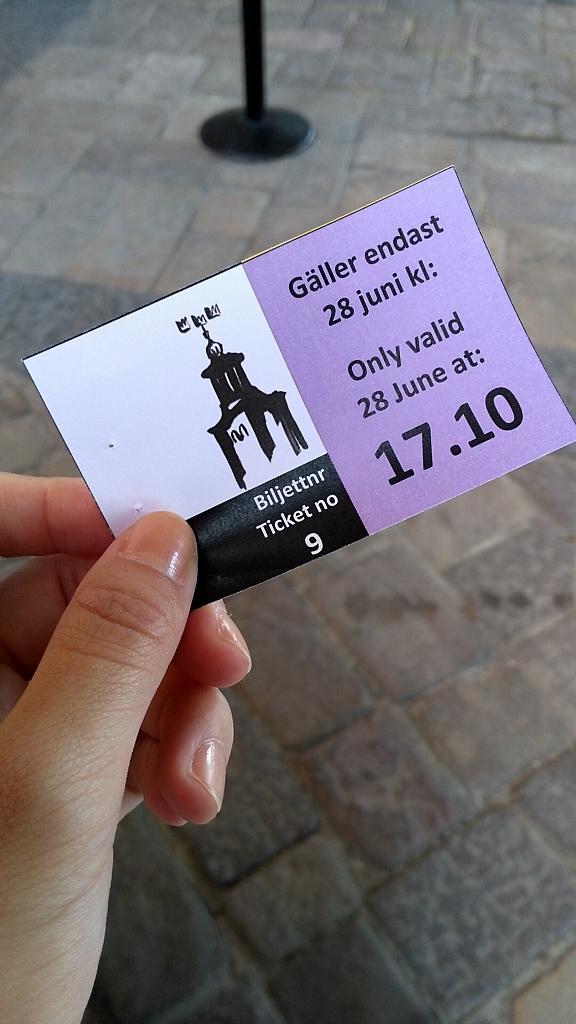 Gäller endast
28 juni kl:
Only valid
28 June at:
17.10
Biljettnr
Ticket no
9